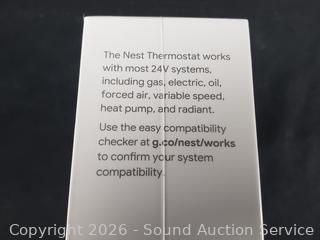 The Nest Thermostat works
with most 24V systems,
including gas, electric, oil,
forced air, variable speed,
heat pump, and radiant.
Use the easy compatibility
checker at g.co/nest/works
to confirm your system
compatibility.
Copyright 2026 - Sound Auction Service